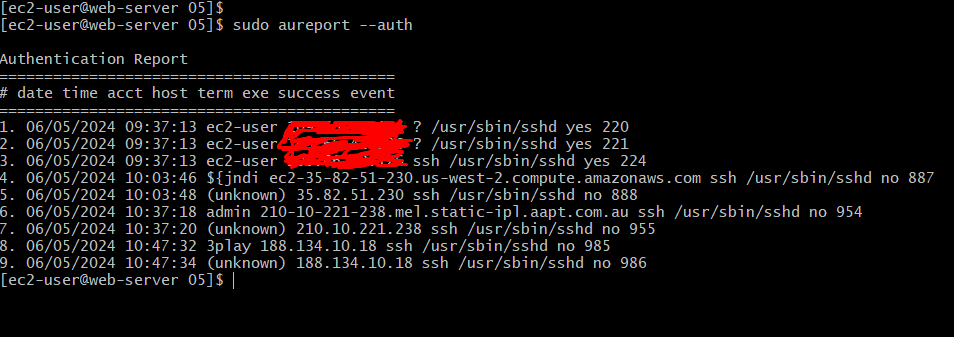 [ec2-user@web-server 05]$
[ec2-user@web-server 05]$ sudo aureport --auth
Authentication Report
============================================
# date time acct host term exe success event
============================================
1. 06/05/2024 09:37:13 ec2-user ? /usr/sbin/sshd yes 220
2. 06/05/2024 09:37:13 ec2-user ? /usr/sbin/sshd yes 221
3. 06/05/2024 09:37:13 ec2-user ssh /usr/sbin/sshd yes 224
4. 06/05/2024 10:03:46 ${jndi ec2-35-82-51-230.us-west-2.compute.amazonaws.com ssh /usr/sbin/sshd no 887
5. 06/05/2024 10:03:48 (unknown) 35.82.51.230 ssh /usr/sbin/sshd no 888
6. 06/05/2024 10:37:18 admin 210-10-221-238.mel.static-ipl.aapt.com.au ssh /usr/sbin/sshd no 954
7. 06/05/2024 10:37:20 (unknown) 210.10.221.238 ssh /usr/sbin/sshd no 955
8. 06/05/2024 10:47:32 3play 188.134.10.18 ssh /usr/sbin/sshd no 985
9. 06/05/2024 10:47:34 (unknown) 188.134.10.18 ssh /usr/sbin/sshd no 986
[ec2-user@web-server 05]$